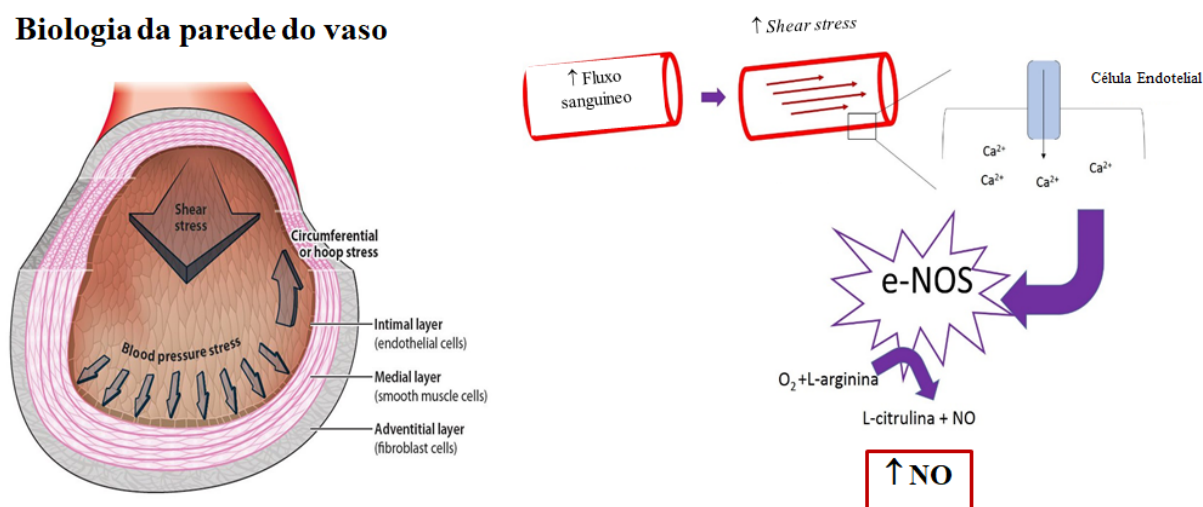 Biologia da parede do vaso
Shear
stress
Circumferential
or hoop stress
Blood pressure stress
Intimal layer
(endothelial cells)
Medial layer
(smooth muscle cells)
Adventitial layer
(fibroblast cells)
↑ Fluxo
sanguineo
↑ Shear stress
Célula Endotelial
Ca²⁺
Ca²⁺
Ca²⁺
Ca²⁺
e-NOS
O₂+L-arginina
L-citrulina + NO
↑ NO